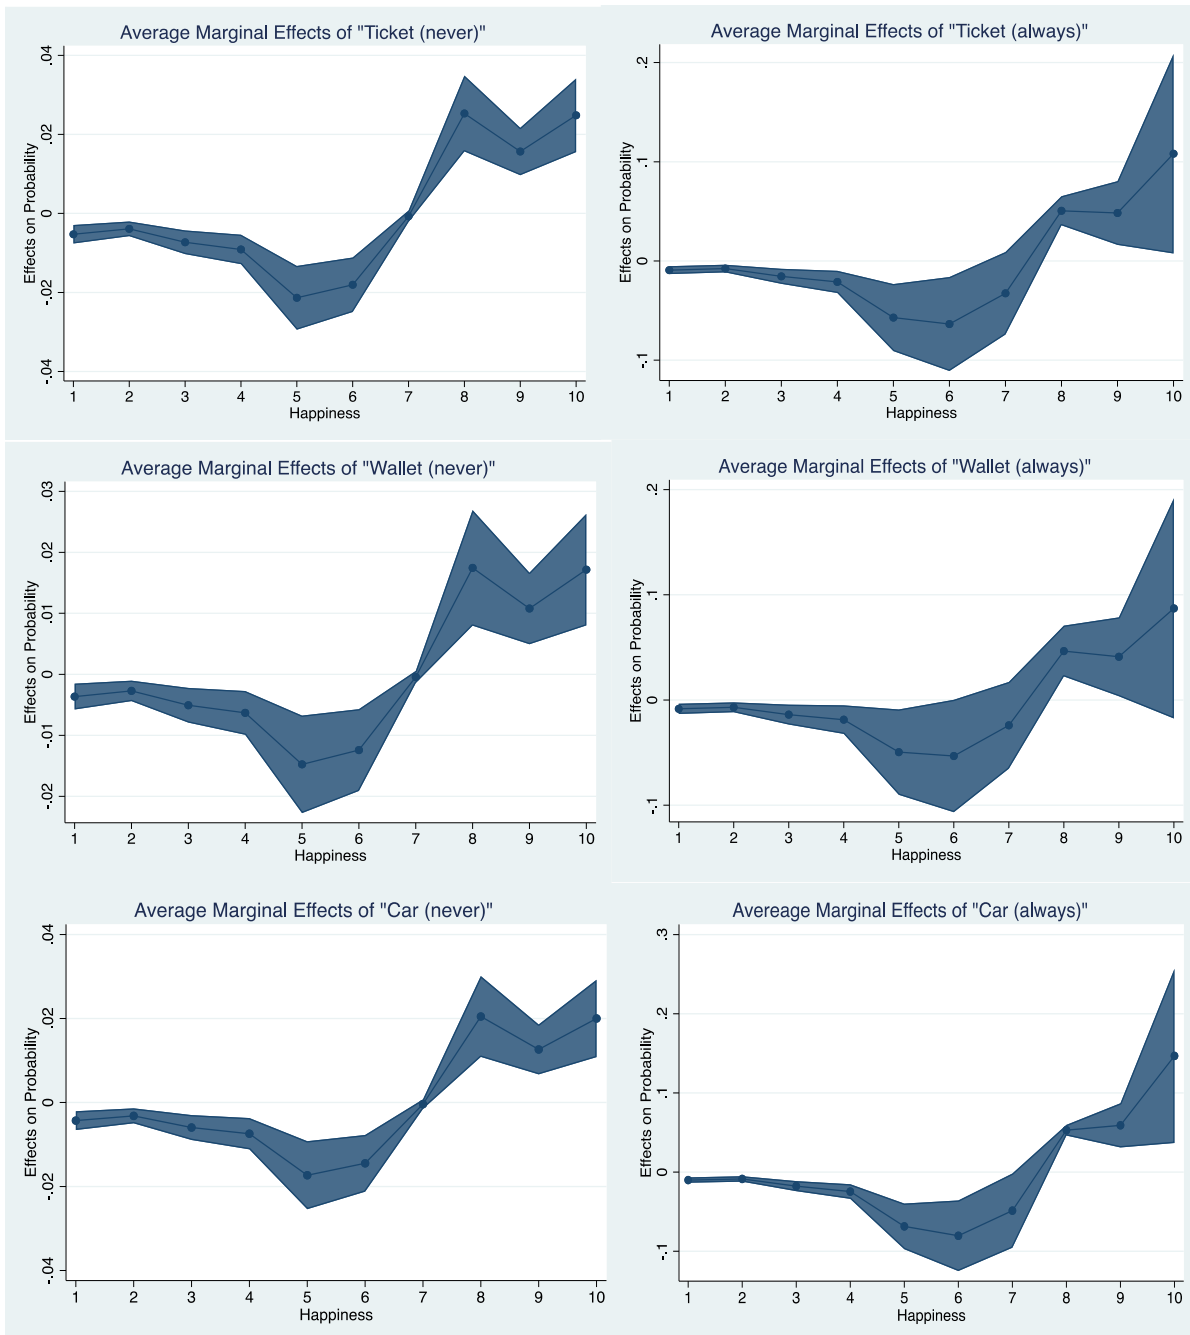 Average Marginal Effects of "Ticket (never)"
Effects on Probability
.04
.02
0
-.02
-.04
1 2 3 4 5 6 7 8 9 10
Happiness
Average Marginal Effects of "Ticket (always)"
Effects on Probability
.2
.1
0
-.1
1 2 3 4 5 6 7 8 9 10
Happiness
Average Marginal Effects of "Wallet (never)"
Effects on Probability
.03
.02
.01
0
-.01
-.02
1 2 3 4 5 6 7 8 9 10
Happiness
Average Marginal Effects of "Wallet (always)"
Effects on Probability
.2
.1
0
-.1
1 2 3 4 5 6 7 8 9 10
Happiness
Average Marginal Effects of "Car (never)"
Effects on Probability
.04
.02
0
-.02
-.04
1 2 3 4 5 6 7 8 9 10
Happiness
Avereage Marginal Effects of "Car (always)"
Effects on Probability
.3
.2
.1
0
-.1
1 2 3 4 5 6 7 8 9 10
Happiness